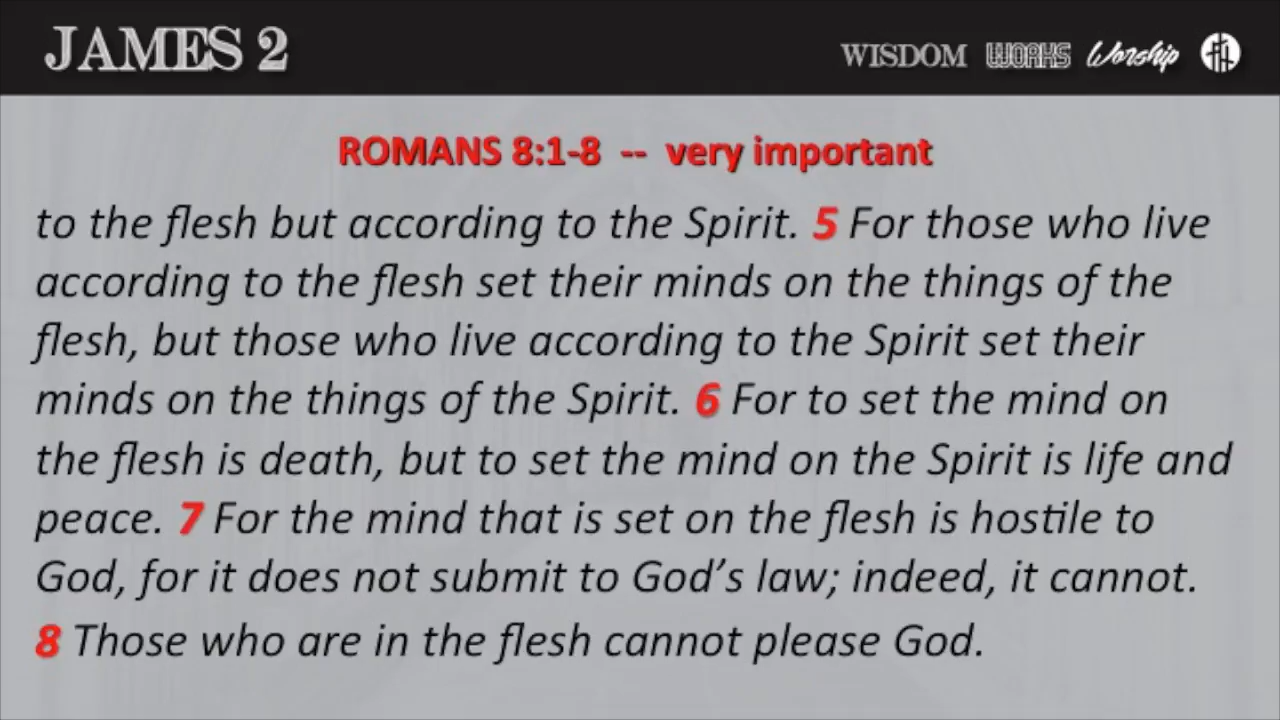 JAMES 2
WISDOM WORKS Worship
ROMANS 8:1-8 -- very important
to the flesh but according to the Spirit. 5 For those who live
according to the flesh set their minds on the things of the
flesh, but those who live according to the Spirit set their
minds on the things of the Spirit. 6 For to set the mind on
the flesh is death, but to set the mind on the Spirit is life and
peace. 7 For the mind that is set on the flesh is hostile to
God, for it does not submit to God’s law; indeed, it cannot.
8 Those who are in the flesh cannot please God.